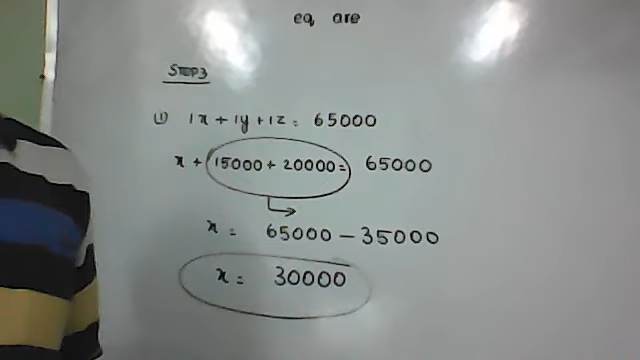 eq are
STEP3
(1) 1x + 1y + 1z = 65000
x + 15000 + 20000 = 65000
x = 65000 - 35000
x = 30000